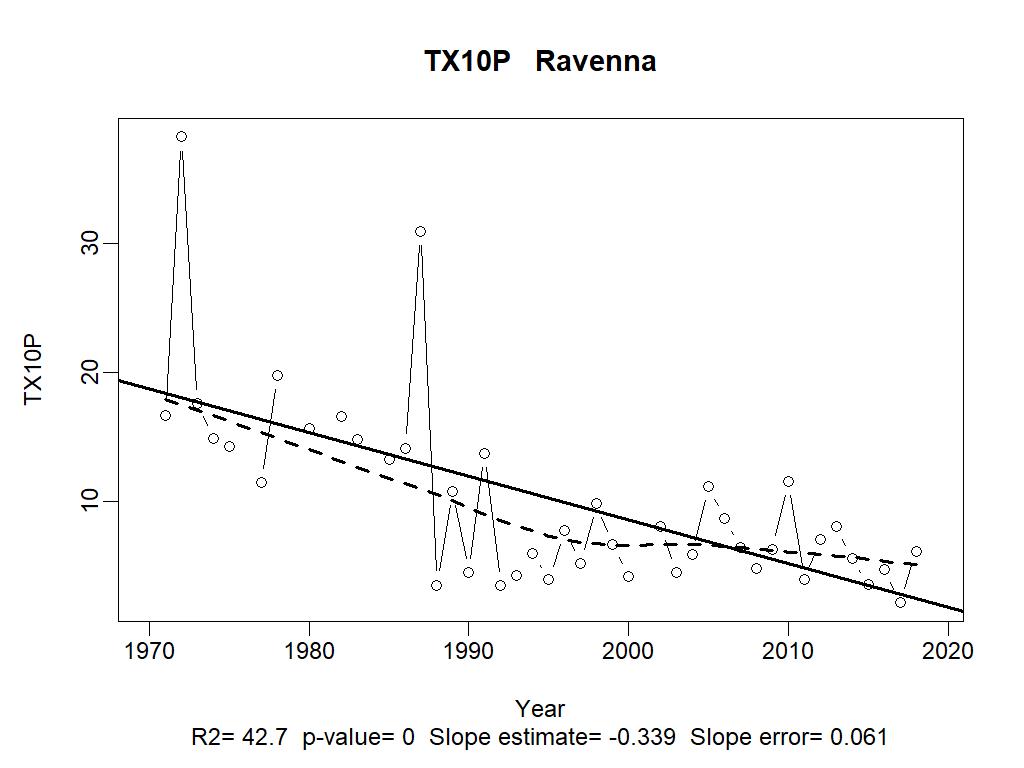 TX10P Ravenna
30
20
10
TX10P
1970 1980 1990 2000 2010 2020
Year
R2= 42.7 p-value= 0 Slope estimate= -0.339 Slope error= 0.061